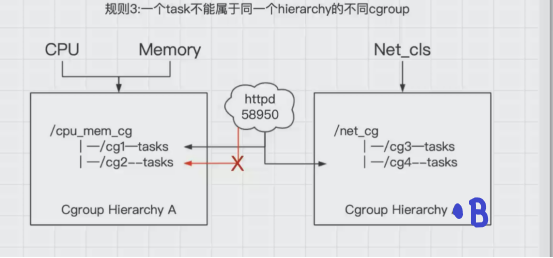 规则3:一个task不能属于同一个hierarchy的不同cgroup
CPU
Memory
Net_cls
httpd
58950
/cpu_mem_cg
|—/cg1—tasks
|—/cg2--tasks
X
/net_cg
|—/cg3—tasks
|—/cg4--tasks
Cgroup Hierarchy A
Cgroup Hierarchy B